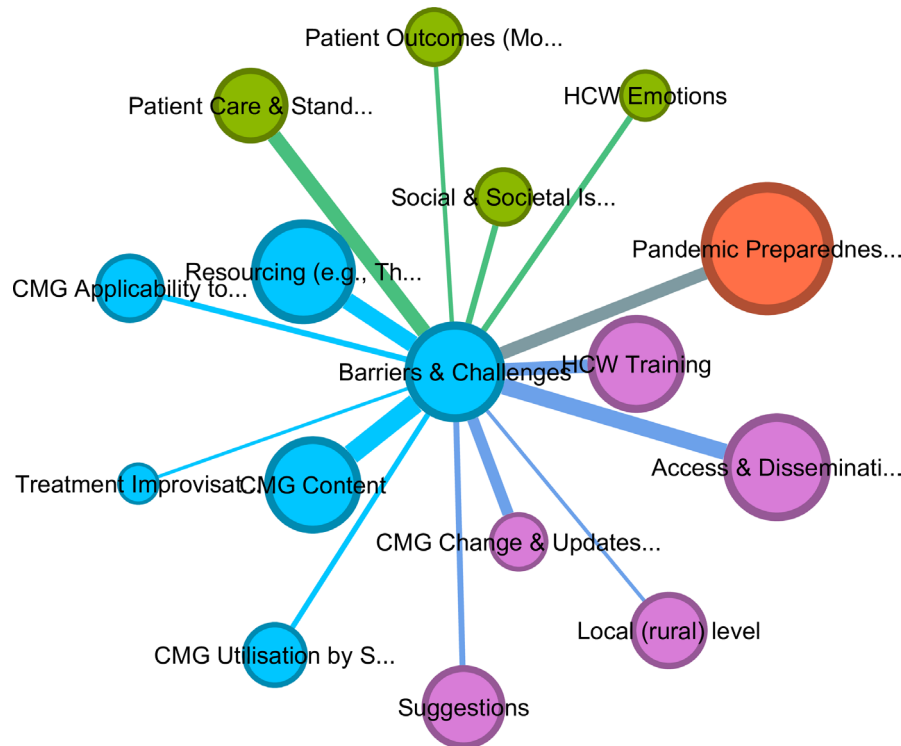 Patient Outcomes (Mo...
HCW Emotions
Patient Care & Stand...
Social & Societal Is...
Pandemic Preparednes...
Resourcing (e.g., Th...
CMG Applicability to...
HCW Training
Barriers & Challenges
Access & Disseminati...
Treatment Improvisat...
CMG Content
CMG Change & Updates...
Local (rural) level
CMG Utilisation by S...
Suggestions